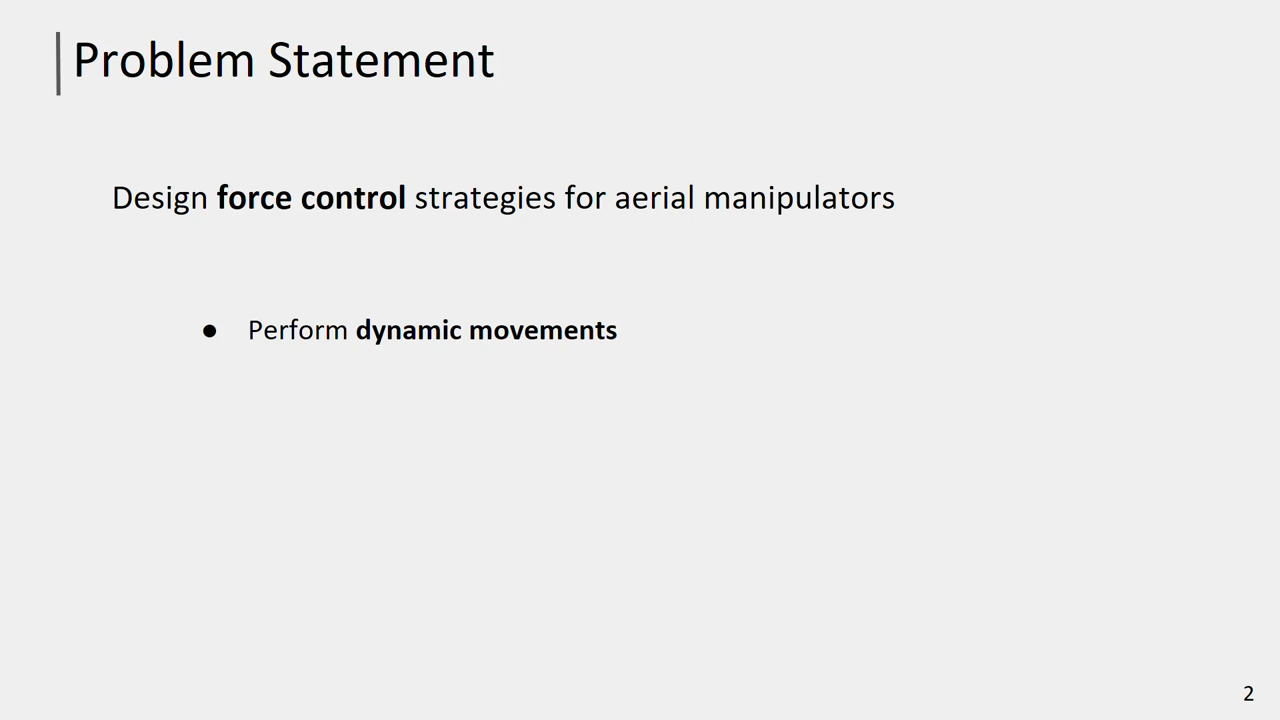 Problem Statement
Design force control strategies for aerial manipulators
● Perform dynamic movements
2